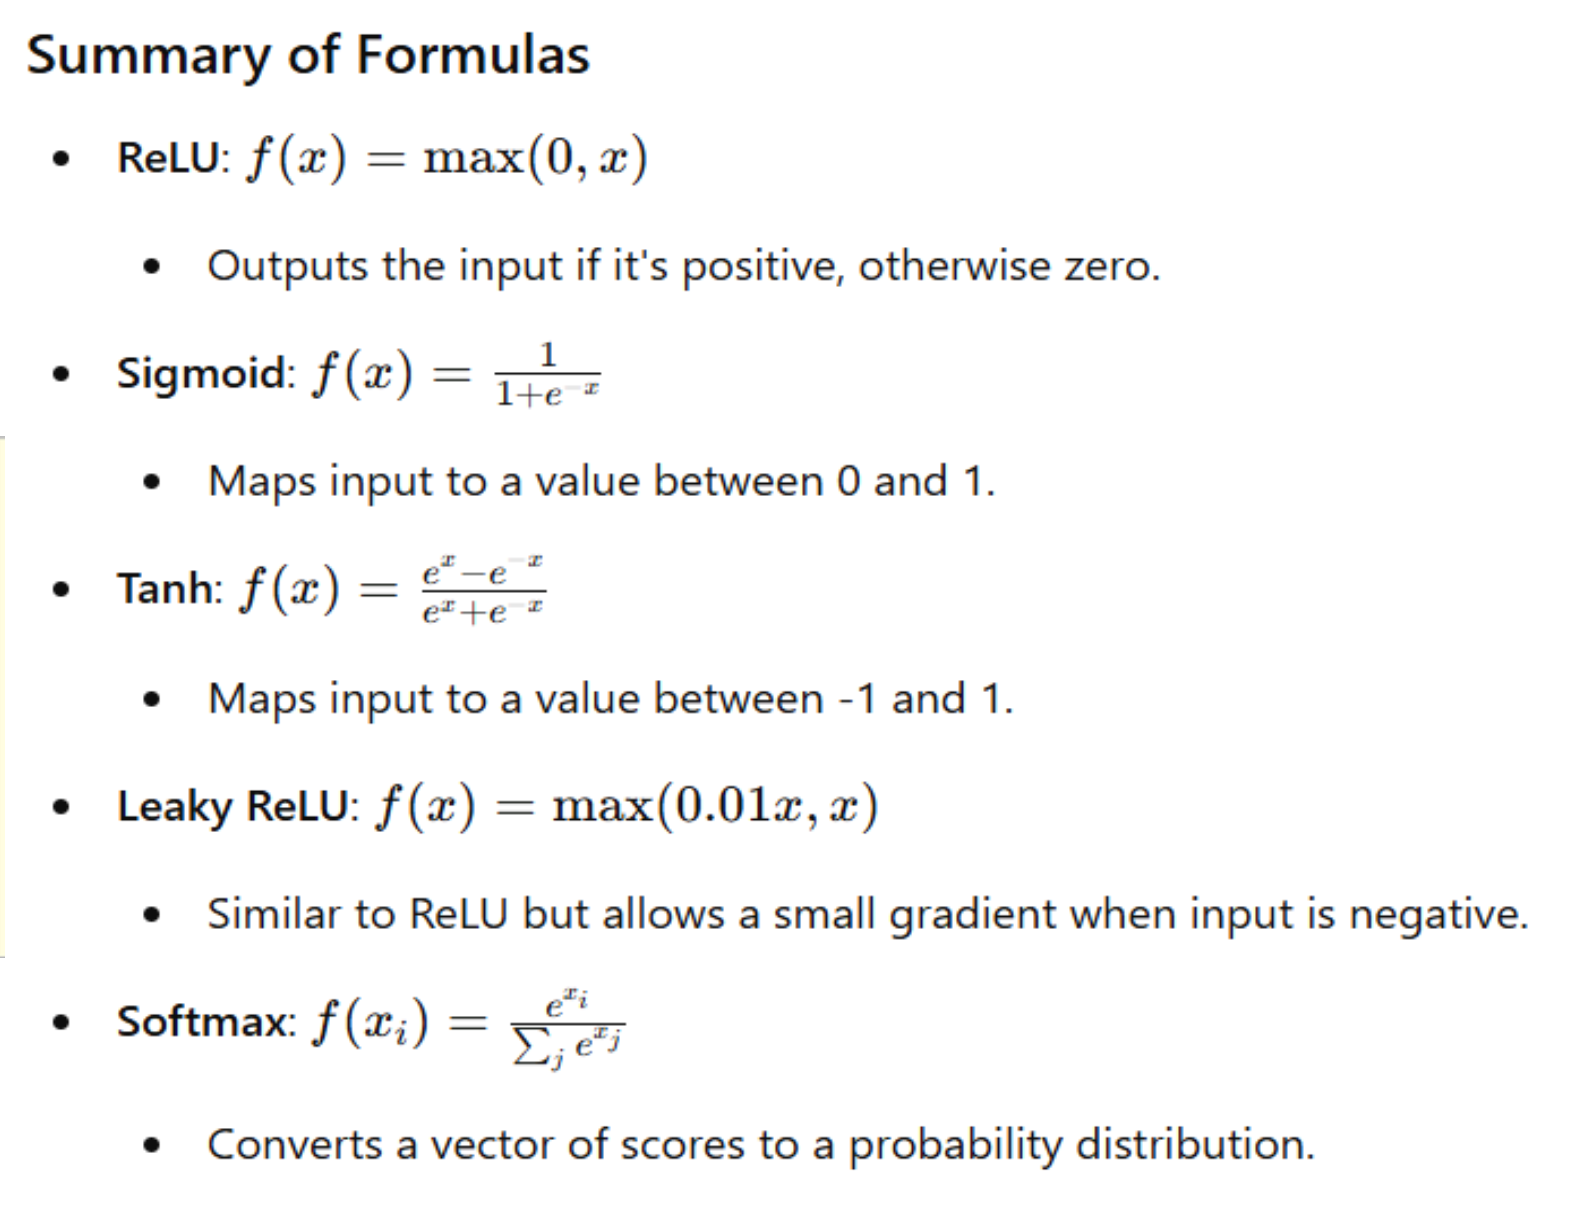 Summary of Formulas
• ReLU: f(x) = max(0, x)
• Outputs the input if it's positive, otherwise zero.
• Sigmoid: f(x) = \frac{1}{1+e^{-x}}
• Maps input to a value between 0 and 1.
• Tanh: f(x) = \frac{e^x-e^{-x}}{e^x+e^{-x}}
• Maps input to a value between -1 and 1.
• Leaky ReLU: f(x) = max(0.01x, x)
• Similar to ReLU but allows a small gradient when input is negative.
• Softmax: f(x_i) = \frac{e^{x_i}}{\sum_j e^{x_j}}
• Converts a vector of scores to a probability distribution.